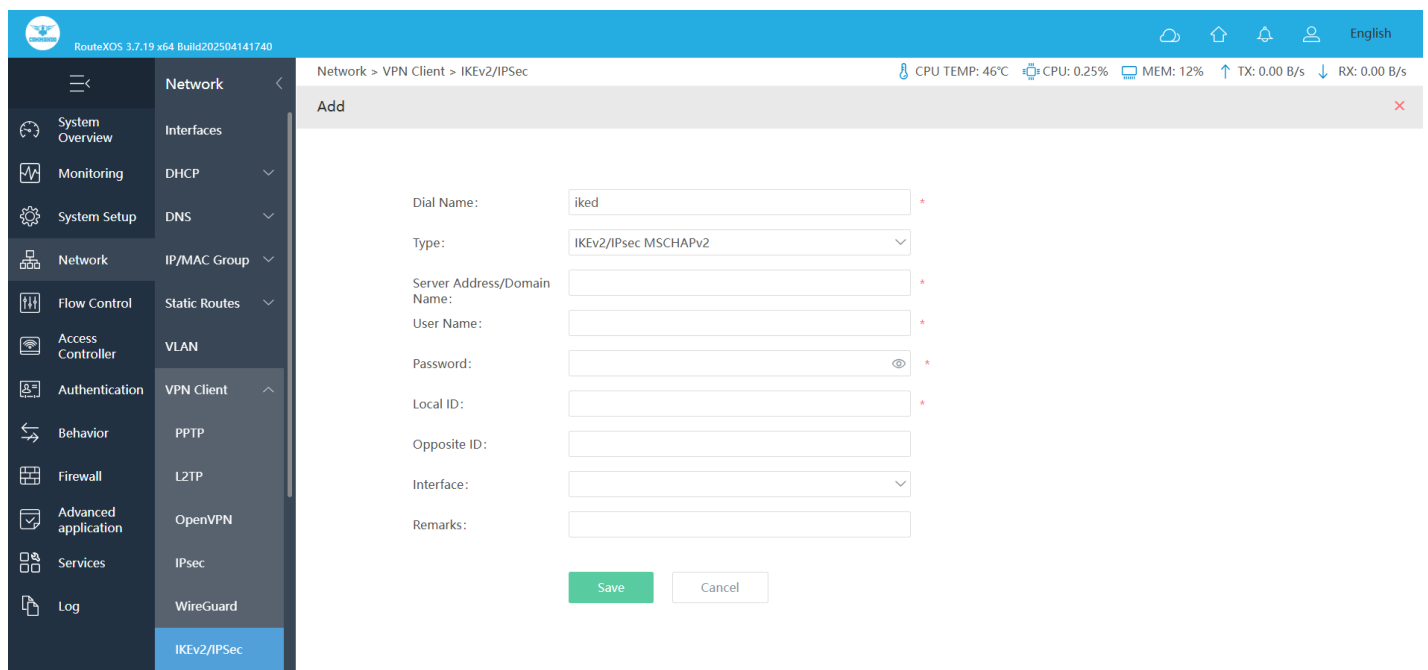 COMMANDO
RouteXOS 3.7.19 x64 Build202504141740
English
Network > VPN Client > IKEv2/IPSec
CPU TEMP: 46℃ CPU: 0.25% MEM: 12% TX: 0.00 B/s RX: 0.00 B/s
Network
Add
System
Overview
Monitoring
System Setup
Network
Flow Control
Access
Controller
Authentication
Behavior
Firewall
Advanced
application
Services
Log
Interfaces
DHCP
DNS
IP/MAC Group
Static Routes
VLAN
VPN Client
PPTP
L2TP
OpenVPN
IPsec
WireGuard
IKEv2/IPSec
Dial Name: iked *
Type: IKEv2/IPsec MSCHAPv2
Server Address/Domain
Name: *
User Name: *
Password: *
Local ID: *
Opposite ID:
Interface:
Remarks:
Save Cancel